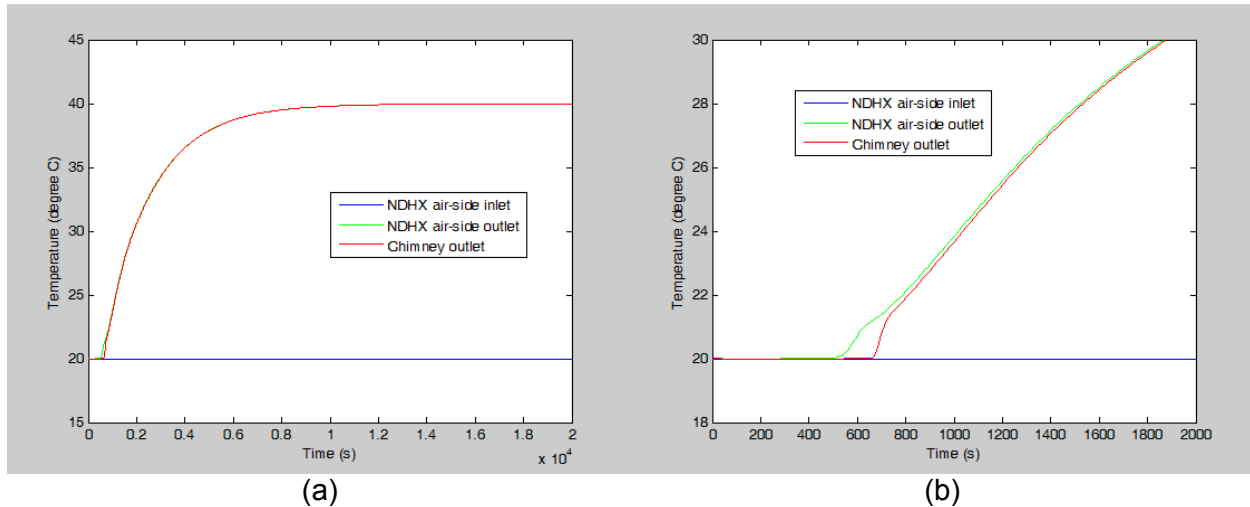 45
40
35
30
25
20
15
Temperature (degree C)
NDHX air-side inlet
NDHX air-side outlet
Chimney outlet
0 0.2 0.4 0.6 0.8 1 1.2 1.4 1.6 1.8 2
Time (s)
x 10^4
(a)
30
28
26
24
22
20
18
Temperature (degree C)
NDHX air-side inlet
NDHX air-side outlet
Chimney outlet
0 200 400 600 800 1000 1200 1400 1600 1800 2000
Time (s)
(b)